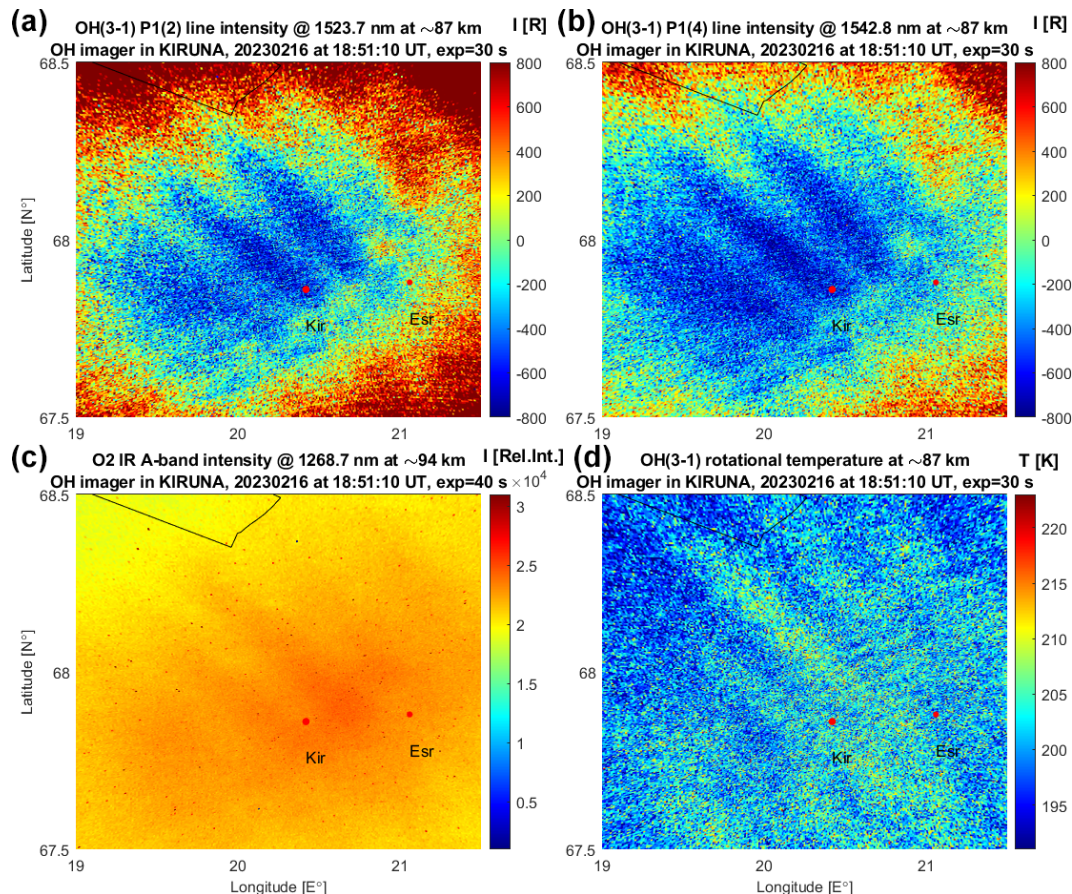 (a)
OH(3-1) P1(2) line intensity @ 1523.7 nm at ~87 km
I [R]
OH imager in KIRUNA, 20230216 at 18:51:10 UT, exp=30 s
68.5
68
67.5
Latitude [N°]
19
20
21
Kir
Esr
800
600
400
200
0
-200
-400
-600
-800
(b)
OH(3-1) P1(4) line intensity @ 1542.8 nm at ~87 km
I [R]
OH imager in KIRUNA, 20230216 at 18:51:10 UT, exp=30 s
68.5
68
67.5
19
20
21
Kir
Esr
800
600
400
200
0
-200
-400
-600
-800
(c)
O2 IR A-band intensity @ 1268.7 nm at ~94 km
I [Rel.Int.]
OH imager in KIRUNA, 20230216 at 18:51:10 UT, exp=40 s
×10⁴
68.5
68
67.5
Latitude [N°]
19
20
21
Longitude [E°]
Kir
Esr
3
2.5
2
1.5
1
0.5
(d)
OH(3-1) rotational temperature at ~87 km
T [K]
OH imager in KIRUNA, 20230216 at 18:51:10 UT, exp=30 s
68.5
68
67.5
19
20
21
Longitude [E°]
Kir
Esr
220
215
210
205
200
195